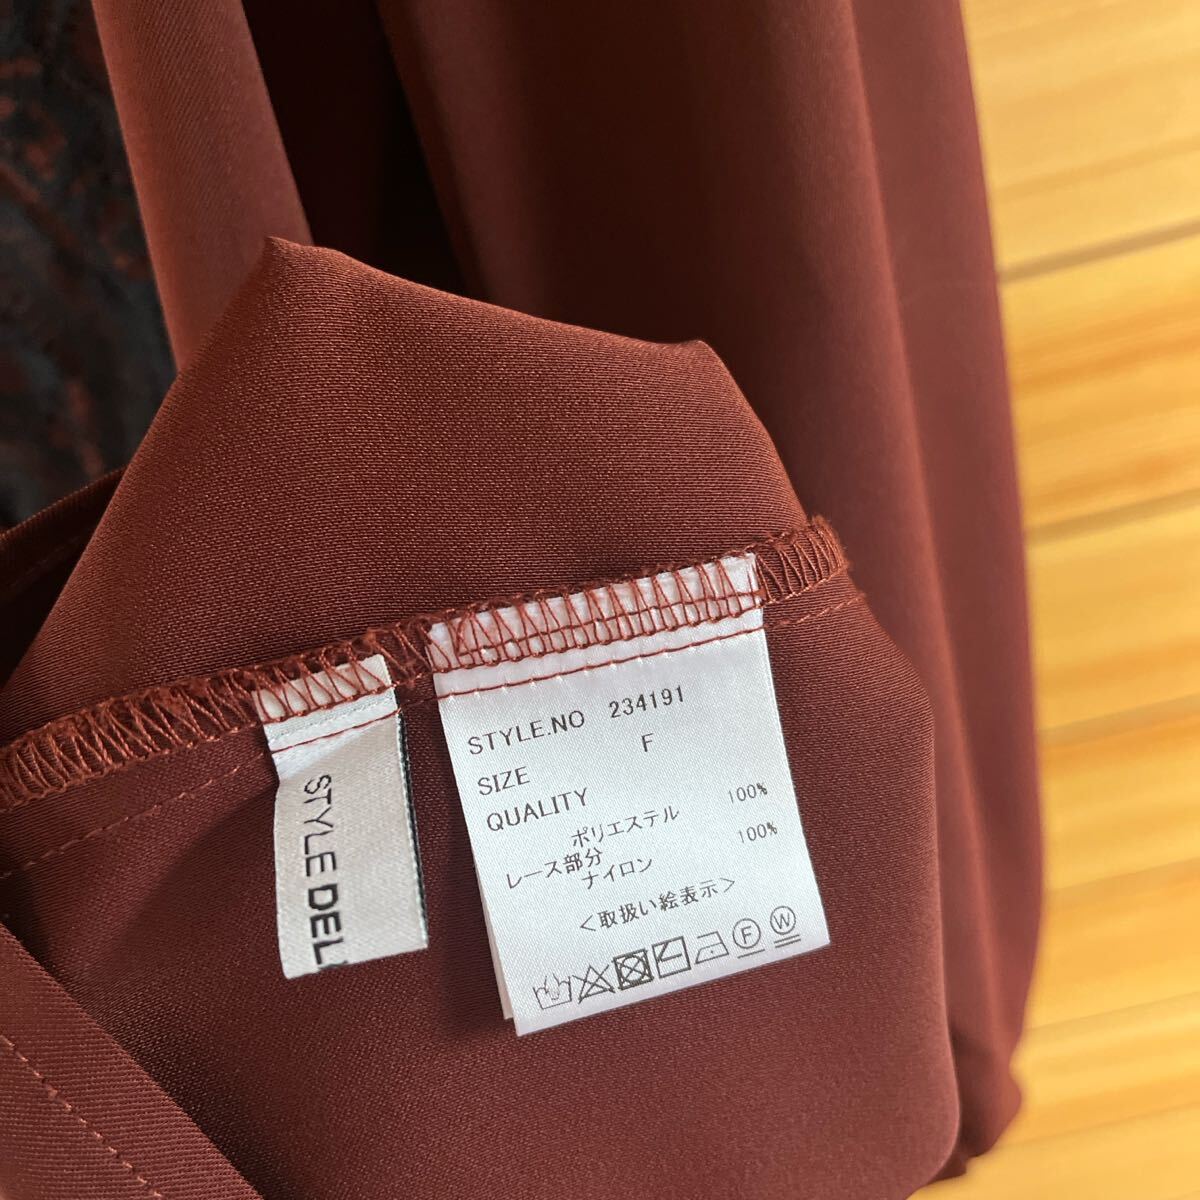 STYLE DEL
STYLE.NO 234191
SIZE F
QUALITY
ポリエステル 100%
レース部分
ナイロン 100%
<取扱い絵表示>
F W